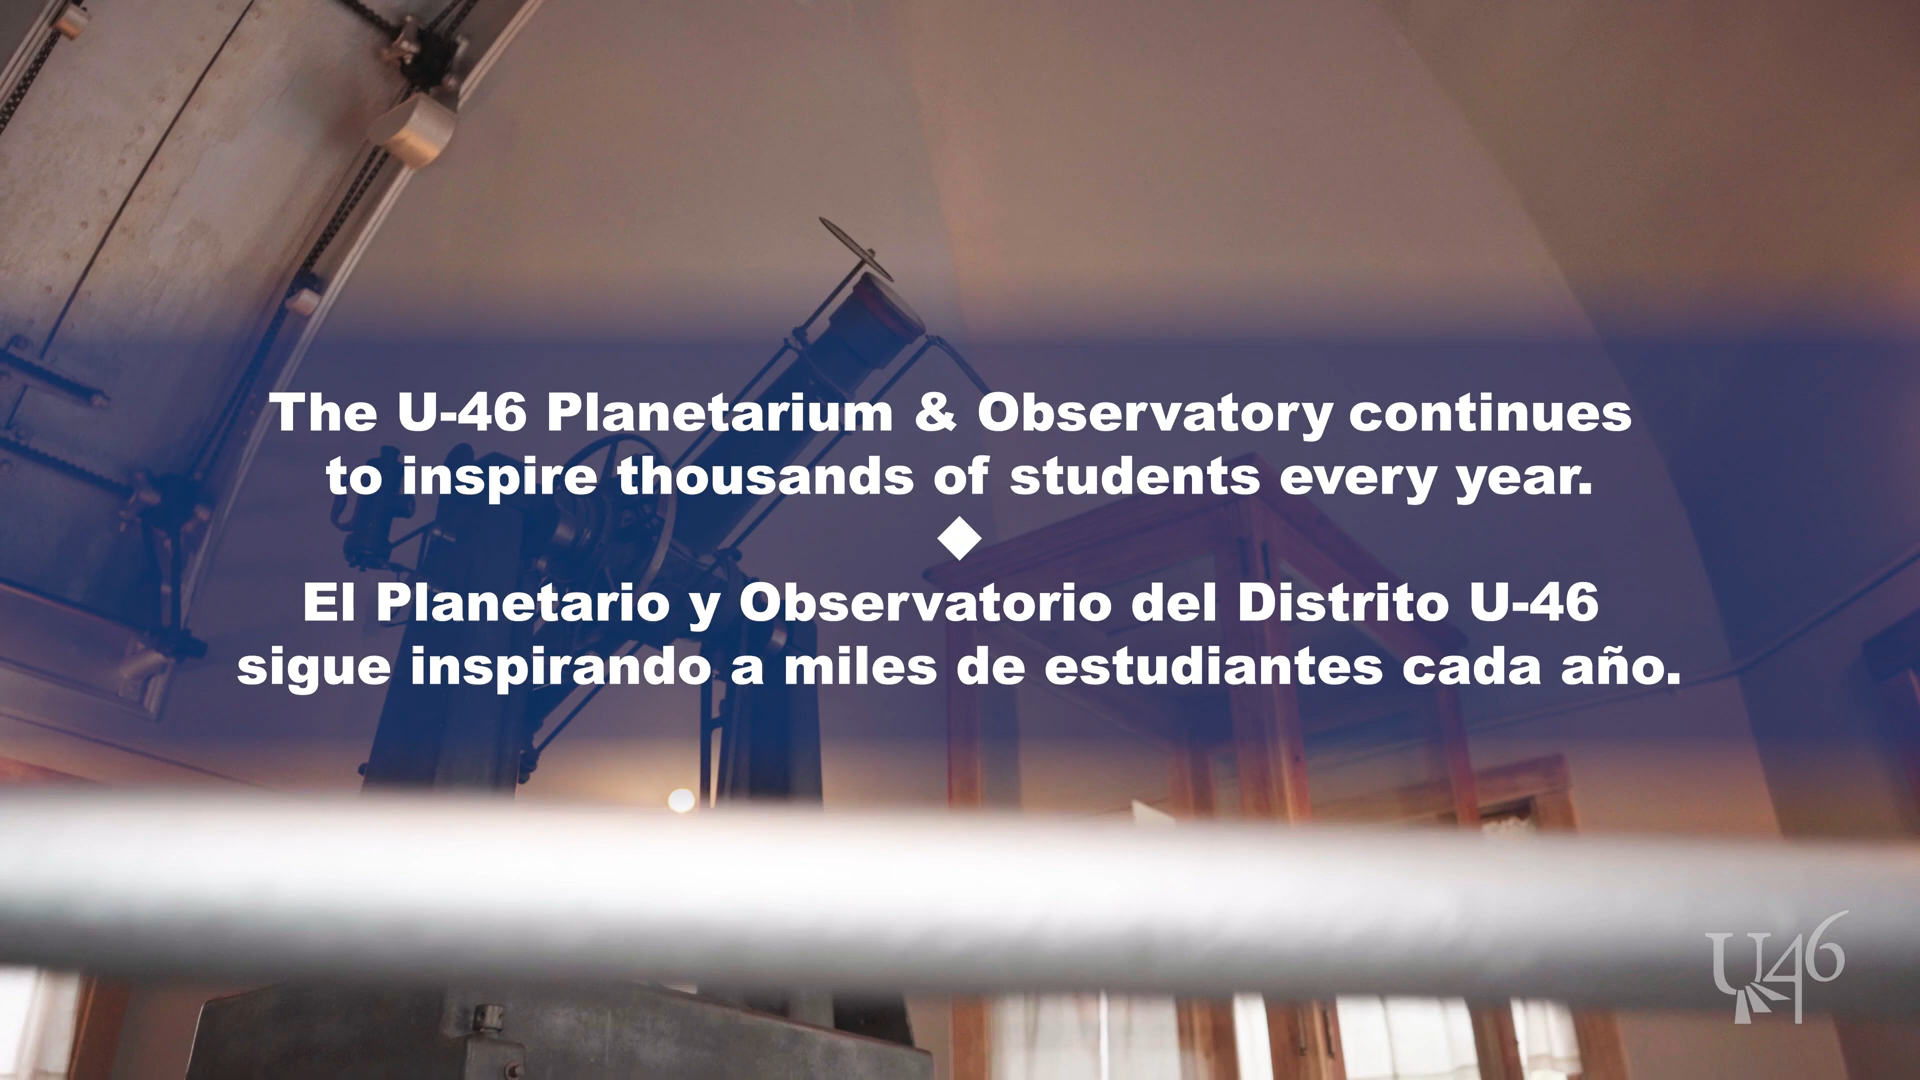 The U-46 Planetarium & Observatory continues
to inspire thousands of students every year.
El Planetario y Observatorio del Distrito U-46
sigue inspirando a miles de estudiantes cada año.
U46